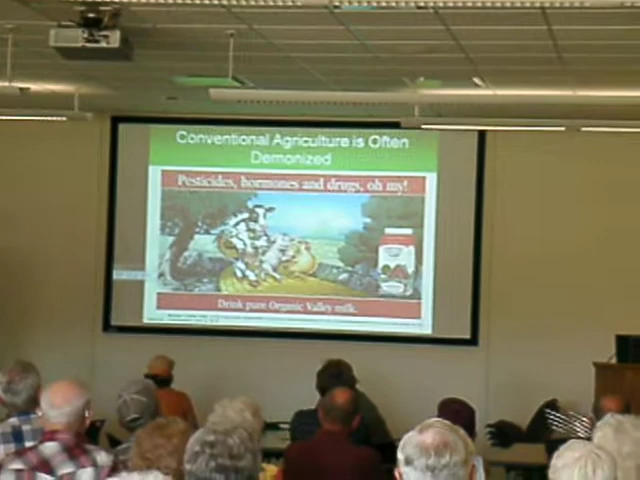 Conventional Agriculture is Often
Demonized
Pesticides, hormones and drugs, oh my!
Drink pure Organic Valley milk.